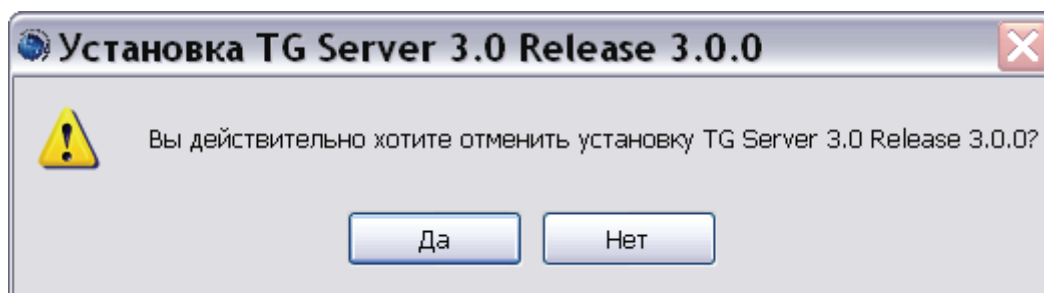 Установка TG Server 3.0 Release 3.0.0
Вы действительно хотите отменить установку TG Server 3.0 Release 3.0.0?
Да Нет